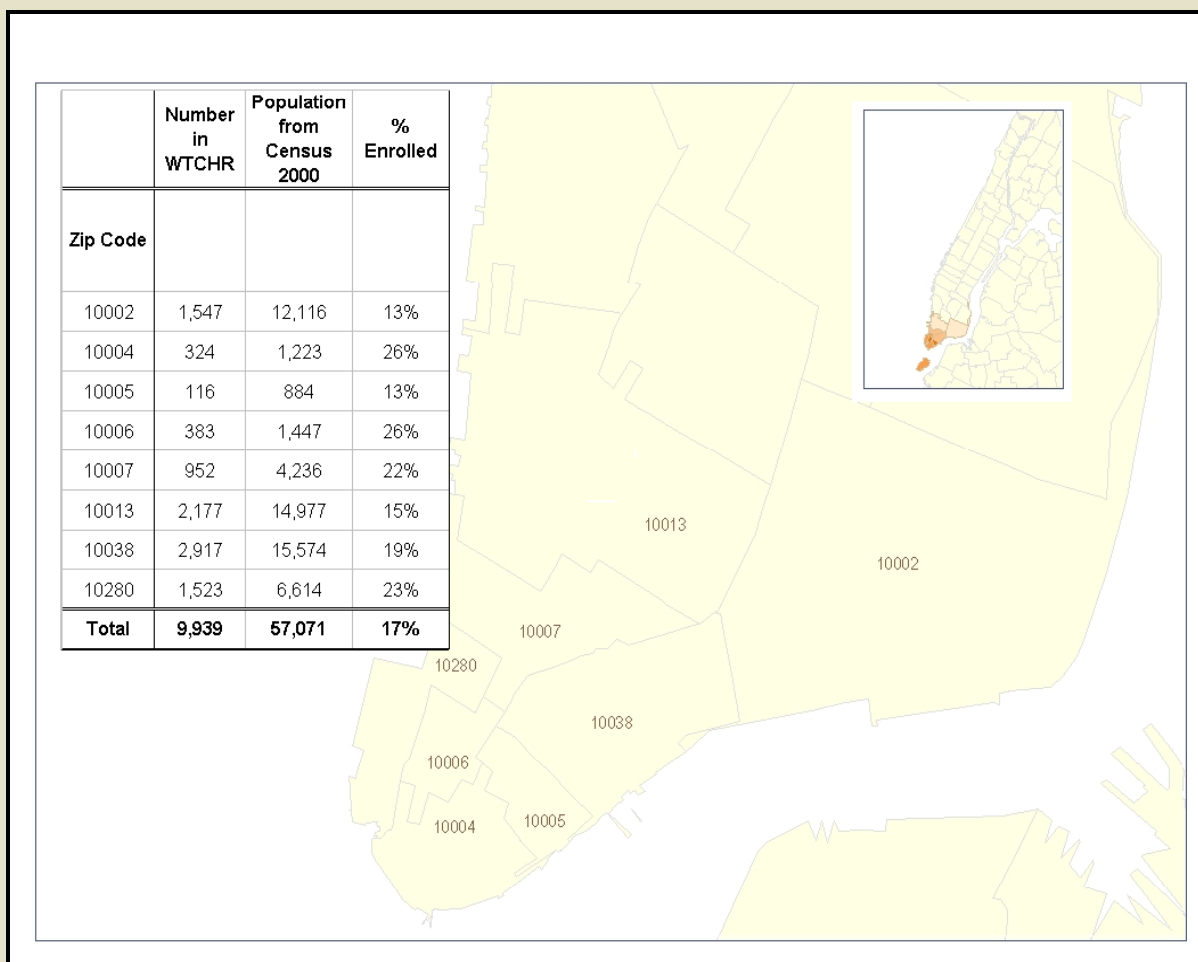 Number in WTCHR Population from Census 2000 % Enrolled
Zip Code
10002 1,547 12,116 13%
10004 324 1,223 26%
10005 116 884 13%
10006 383 1,447 26%
10007 952 4,236 22%
10013 2,177 14,977 15%
10038 2,917 15,574 19%
10280 1,523 6,614 23%
Total 9,939 57,071 17%
10013
10002
10007
10280
10038
10006
10005
10004